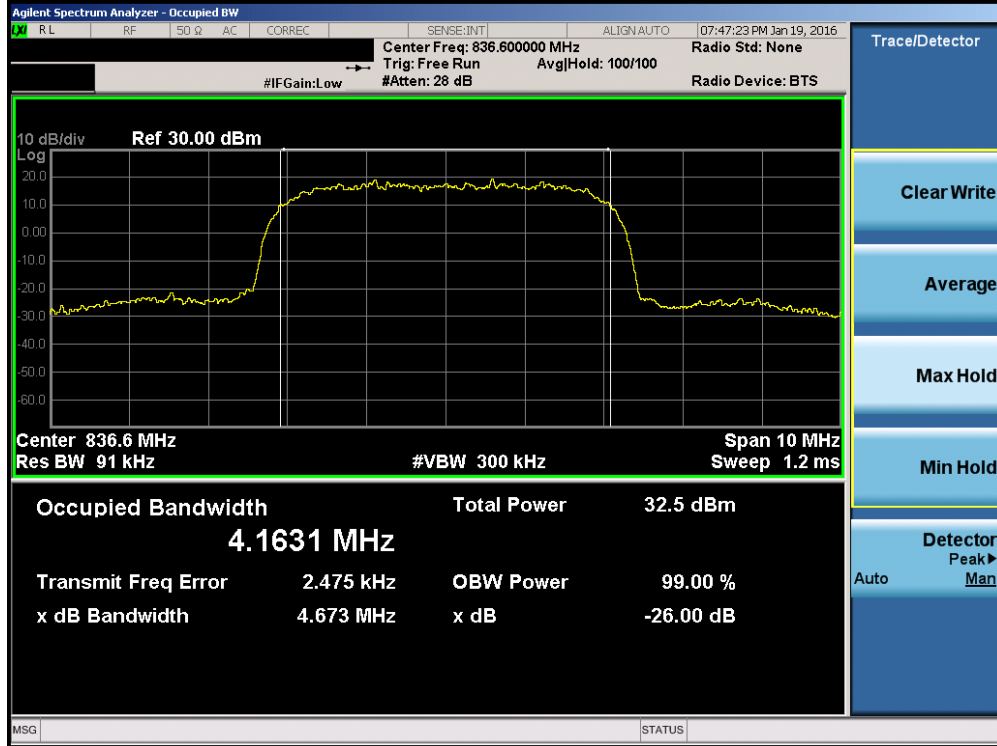 Agilent Spectrum Analyzer - Occupied BW
LXI RL RF 50 Ω AC CORREC SENSE:INT ALIGN AUTO 07:47:23 PM Jan 19, 2016
Center Freq: 836.600000 MHz Radio Std: None
Trig: Free Run Avg|Hold: 100/100
#IFGain:Low #Atten: 28 dB Radio Device: BTS
Trace/Detector
10 dB/div Ref 30.00 dBm
Log
20.0
10.0
0.00
-10.0
-20.0
-30.0
-40.0
-50.0
-60.0
Center 836.6 MHz Span 10 MHz
Res BW 91 kHz #VBW 300 kHz Sweep 1.2 ms
Occupied Bandwidth Total Power 32.5 dBm
4.1631 MHz
Transmit Freq Error 2.475 kHz OBW Power 99.00 %
x dB Bandwidth 4.673 MHz x dB -26.00 dB
Clear Write
Average
Max Hold
Min Hold
Detector
Peak▶
Auto Man
MSG STATUS